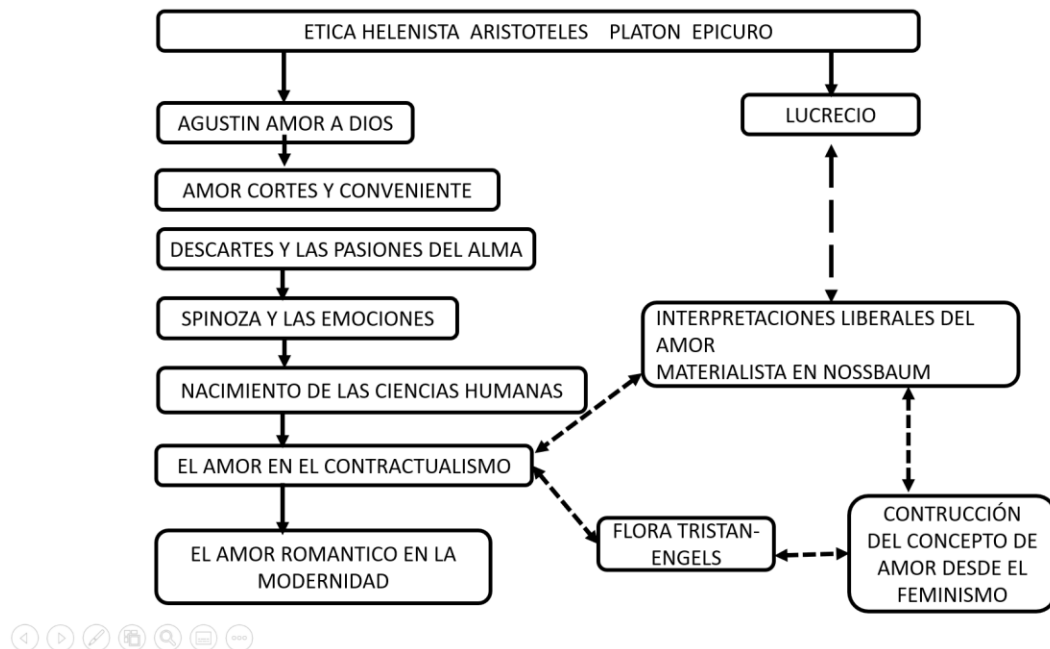 ETICA HELENISTA ARISTOTELES PLATON EPICURO
AGUSTIN AMOR A DIOS
LUCRECIO
AMOR CORTES Y CONVENIENTE
DESCARTES Y LAS PASIONES DEL ALMA
SPINOZA Y LAS EMOCIONES
INTERPRETACIONES LIBERALES DEL
AMOR
MATERIALISTA EN NOSSBAUM
NACIMIENTO DE LAS CIENCIAS HUMANAS
EL AMOR EN EL CONTRACTUALISMO
EL AMOR ROMANTICO EN LA
MODERNIDAD
FLORA TRISTAN-
ENGELS
CONTRUCCIÓN
DEL CONCEPTO DE
AMOR DESDE EL
FEMINISMO